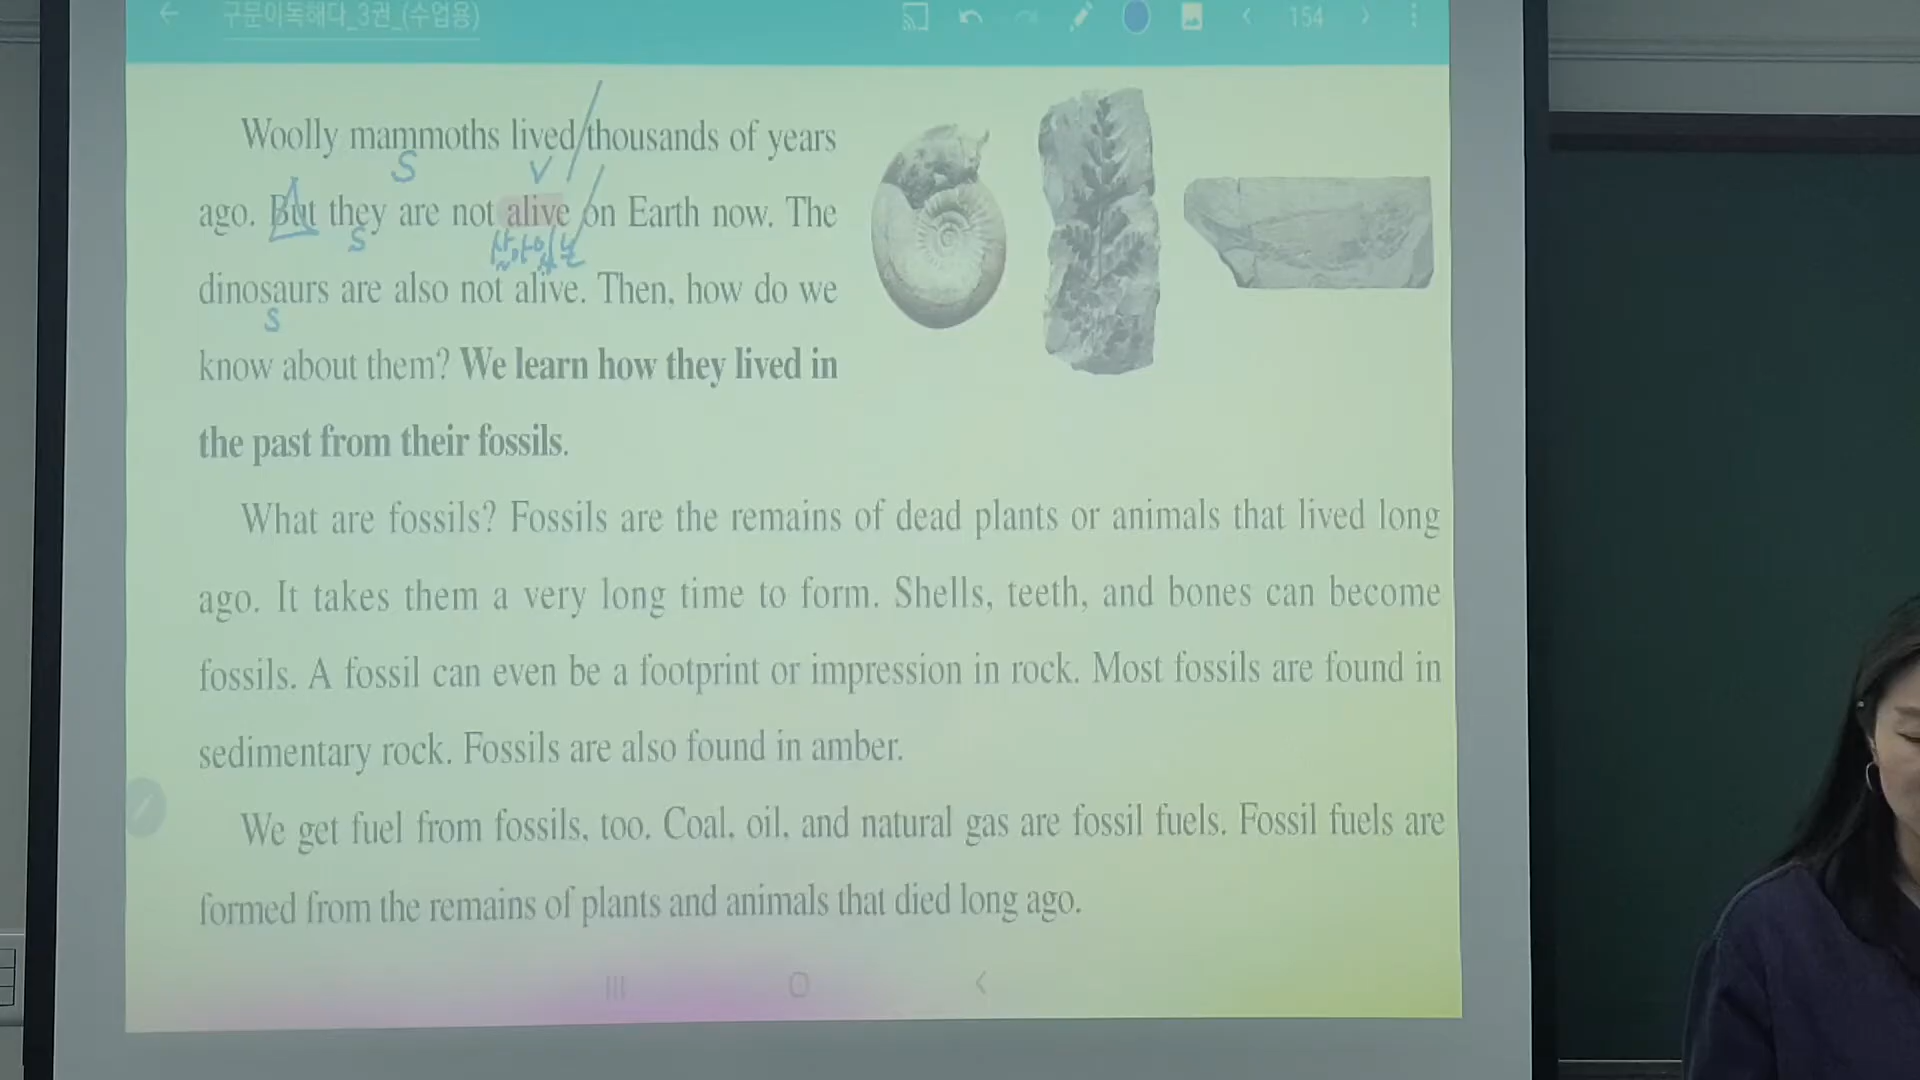 구문이독해다_3권_(수업용)
154
Woolly mammoths lived thousands of years
S V
ago. But they are not alive on Earth now. The
S 살아있는
dinosaurs are also not alive. Then, how do we
S
know about them? We learn how they lived in
the past from their fossils.
What are fossils? Fossils are the remains of dead plants or animals that lived long
ago. It takes them a very long time to form. Shells, teeth, and bones can become
fossils. A fossil can even be a footprint or impression in rock. Most fossils are found in
sedimentary rock. Fossils are also found in amber.
We get fuel from fossils, too. Coal, oil, and natural gas are fossil fuels. Fossil fuels are
formed from the remains of plants and animals that died long ago.